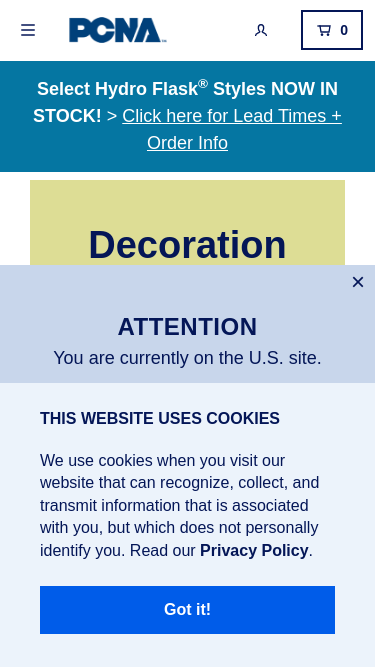 PCNA
0
Select Hydro Flask® Styles NOW IN
STOCK! > Click here for Lead Times +
Order Info
Decoration
×
ATTENTION
You are currently on the U.S. site.
THIS WEBSITE USES COOKIES
We use cookies when you visit our
website that can recognize, collect, and
transmit information that is associated
with you, but which does not personally
identify you. Read our Privacy Policy.
Got it!